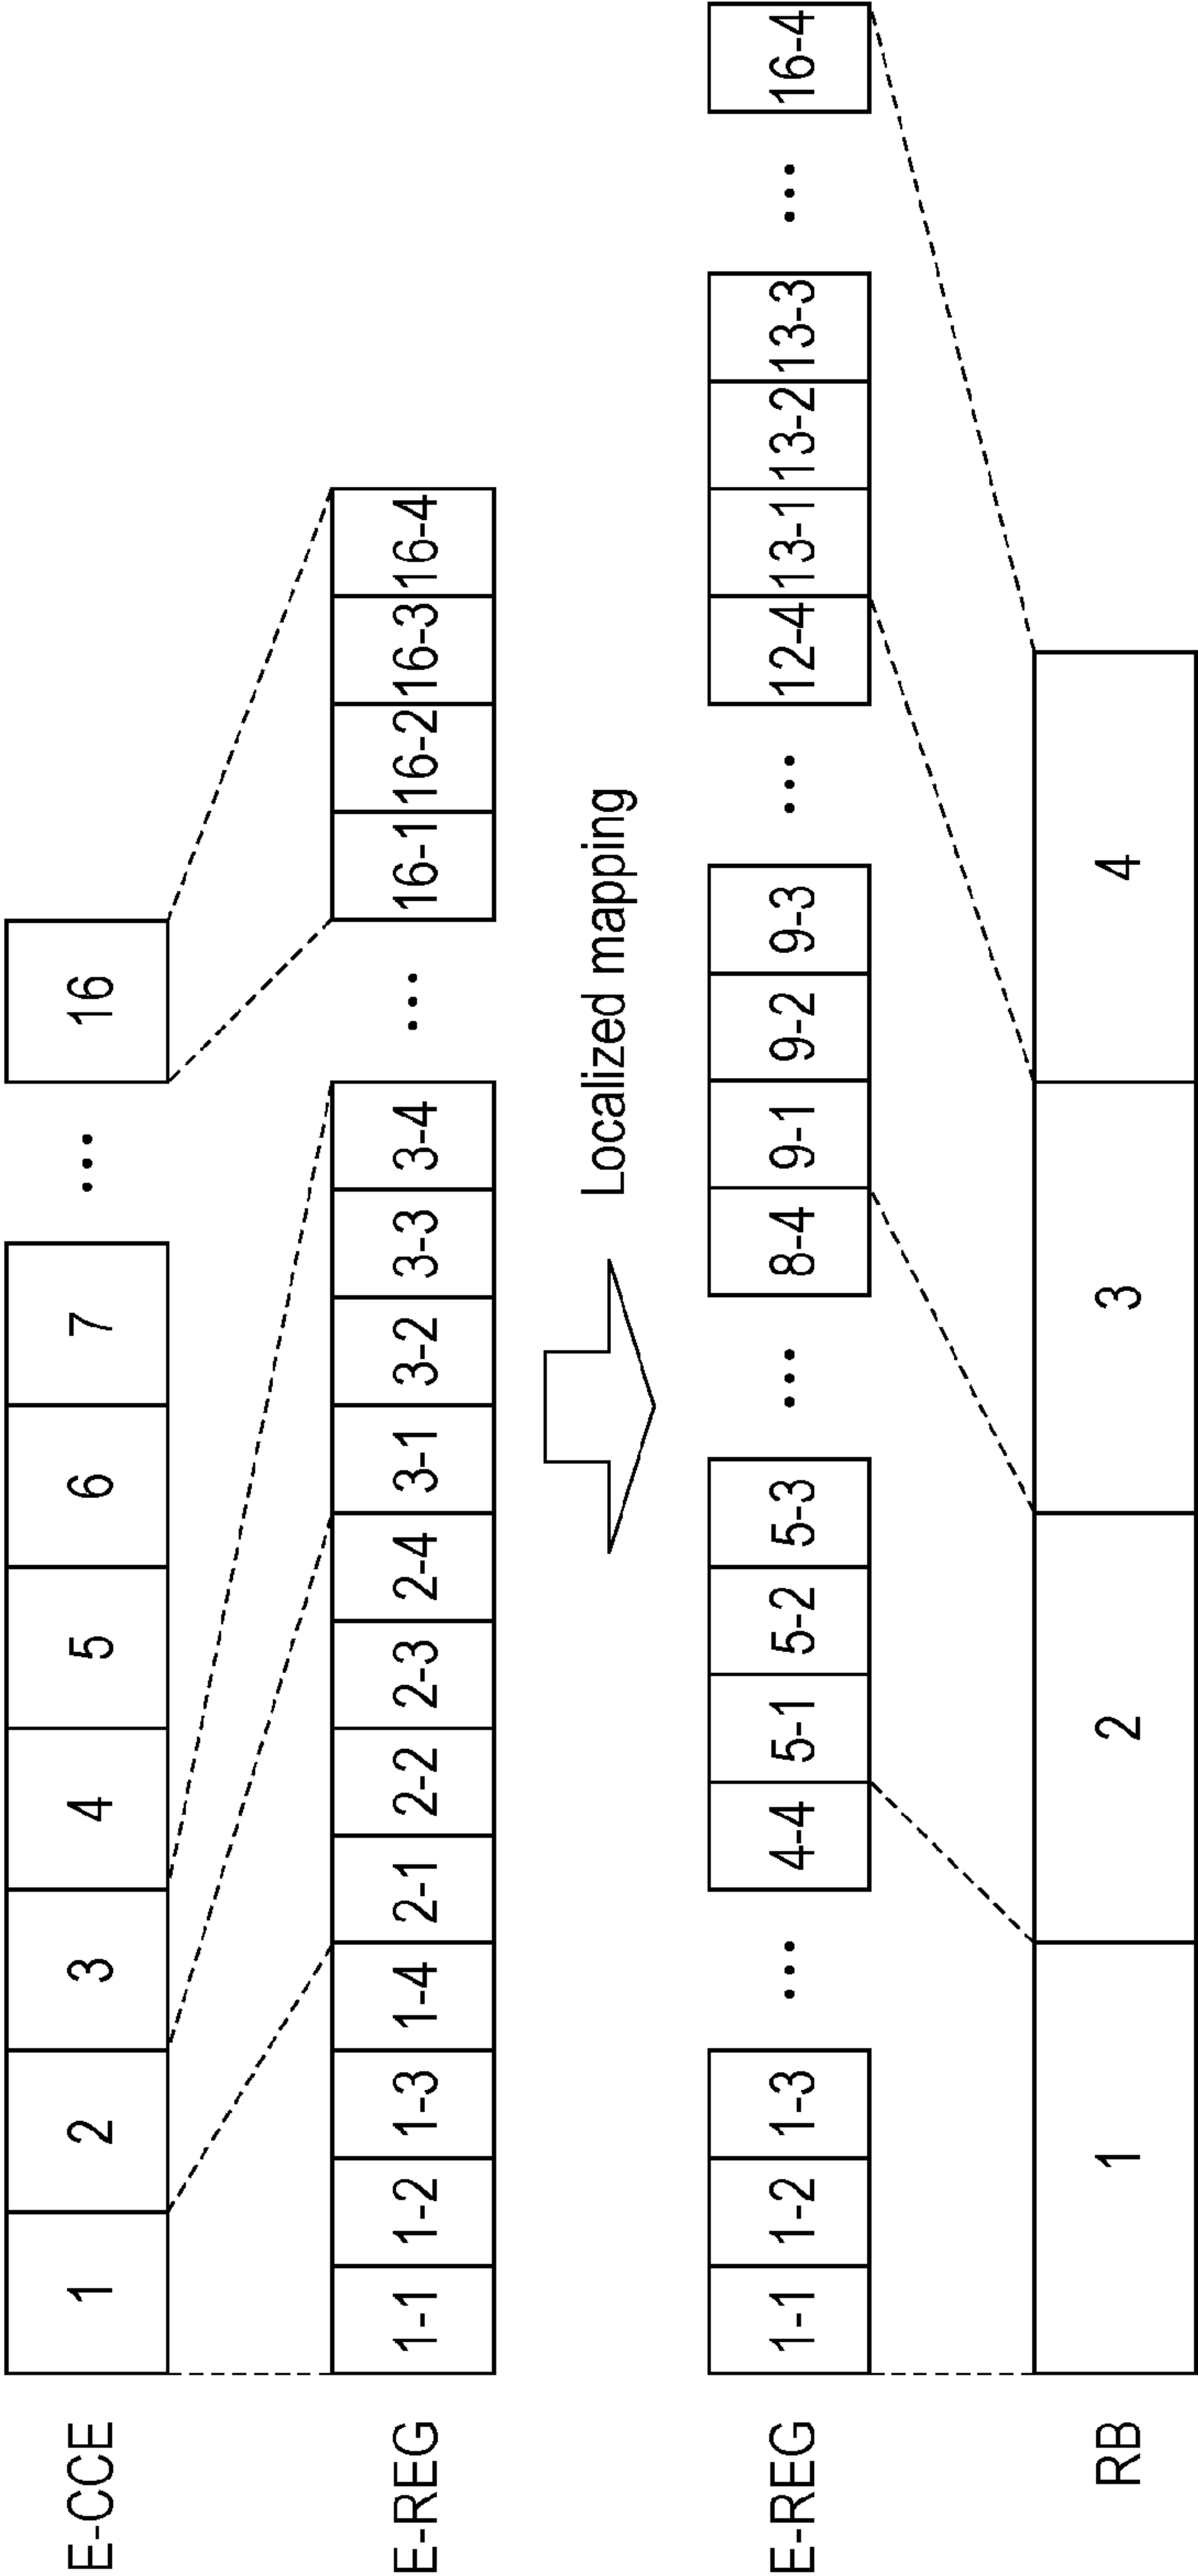 E-CCE 1 2 3 4 5 6 7 ... 16
E-REG 1-1 1-2 1-3 1-4 2-1 2-2 2-3 2-4 3-1 3-2 3-3 3-4 ... 16-1 16-2 16-3 16-4
Localized mapping
E-REG 1-1 1-2 1-3 ... 4-4 5-1 5-2 5-3 ... 8-4 9-1 9-2 9-3 ... 12-4 13-1 13-2 13-3 ... 16-4
RB 1 2 3 4